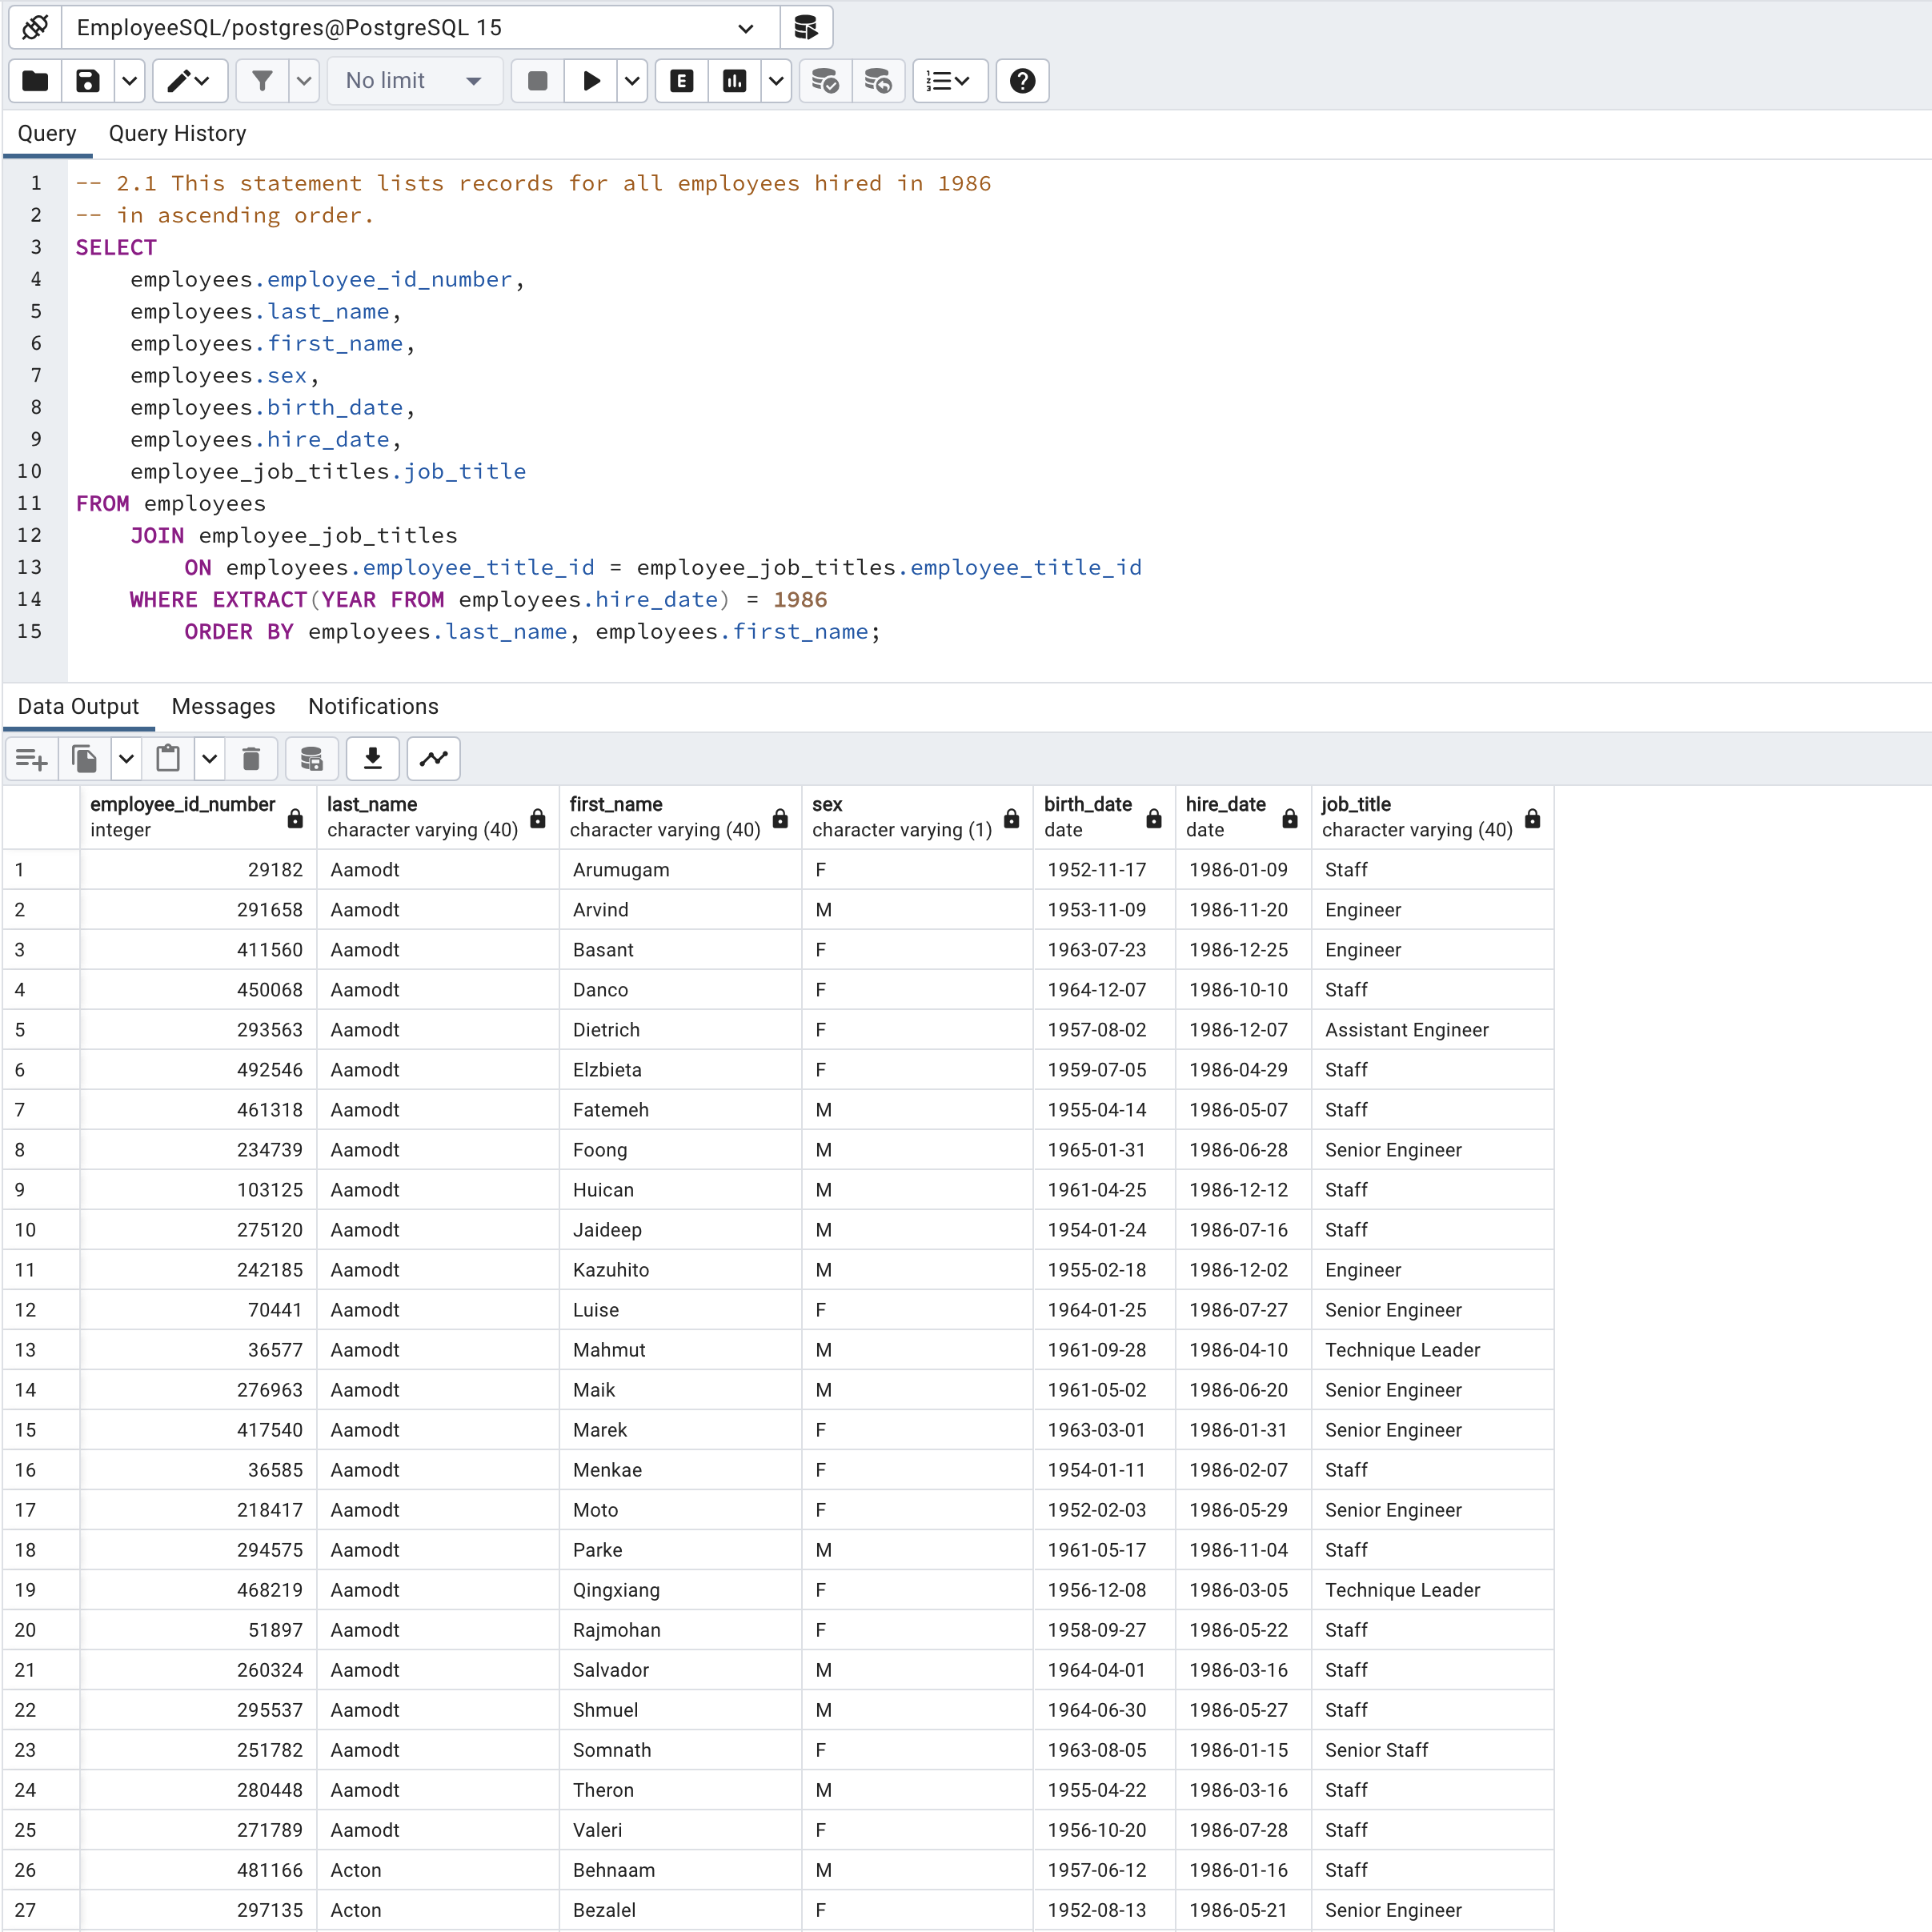 EmployeeSQL/postgres@PostgreSQL 15
No limit
E
Query Query History
1 -- 2.1 This statement lists records for all employees hired in 1986
2 -- in ascending order.
3 SELECT
4 employees.employee_id_number,
5 employees.last_name,
6 employees.first_name,
7 employees.sex,
8 employees.birth_date,
9 employees.hire_date,
10 employee_job_titles.job_title
11 FROM employees
12 JOIN employee_job_titles
13 ON employees.employee_title_id = employee_job_titles.employee_title_id
14 WHERE EXTRACT(YEAR FROM employees.hire_date) = 1986
15 ORDER BY employees.last_name, employees.first_name;
Data Output Messages Notifications
employee_id_number last_name first_name sex birth_date hire_date job_title
integer character varying (40) character varying (40) character varying (1) date date character varying (40)
1 29182 Aamodt Arumugam F 1952-11-17 1986-01-09 Staff
2 291658 Aamodt Arvind M 1953-11-09 1986-11-20 Engineer
3 411560 Aamodt Basant F 1963-07-23 1986-12-25 Engineer
4 450068 Aamodt Danco F 1964-12-07 1986-10-10 Staff
5 293563 Aamodt Dietrich F 1957-08-02 1986-12-07 Assistant Engineer
6 492546 Aamodt Elzbieta F 1959-07-05 1986-04-29 Staff
7 461318 Aamodt Fatemeh M 1955-04-14 1986-05-07 Staff
8 234739 Aamodt Foong M 1965-01-31 1986-06-28 Senior Engineer
9 103125 Aamodt Huican M 1961-04-25 1986-12-12 Staff
10 275120 Aamodt Jaideep M 1954-01-24 1986-07-16 Staff
11 242185 Aamodt Kazuhito M 1955-02-18 1986-12-02 Engineer
12 70441 Aamodt Luise F 1964-01-25 1986-07-27 Senior Engineer
13 36577 Aamodt Mahmut M 1961-09-28 1986-04-10 Technique Leader
14 276963 Aamodt Maik M 1961-05-02 1986-06-20 Senior Engineer
15 417540 Aamodt Marek F 1963-03-01 1986-01-31 Senior Engineer
16 36585 Aamodt Menkae F 1954-01-11 1986-02-07 Staff
17 218417 Aamodt Moto F 1952-02-03 1986-05-29 Senior Engineer
18 294575 Aamodt Parke M 1961-05-17 1986-11-04 Staff
19 468219 Aamodt Qingxiang F 1956-12-08 1986-03-05 Technique Leader
20 51897 Aamodt Rajmohan F 1958-09-27 1986-05-22 Staff
21 260324 Aamodt Salvador M 1964-04-01 1986-03-16 Staff
22 295537 Aamodt Shmuel M 1964-06-30 1986-05-27 Staff
23 251782 Aamodt Somnath F 1963-08-05 1986-01-15 Senior Staff
24 280448 Aamodt Theron M 1955-04-22 1986-03-16 Staff
25 271789 Aamodt Valeri F 1956-10-20 1986-07-28 Staff
26 481166 Acton Behnaam M 1957-06-12 1986-01-16 Staff
27 297135 Acton Bezalel F 1952-08-13 1986-05-21 Senior Engineer